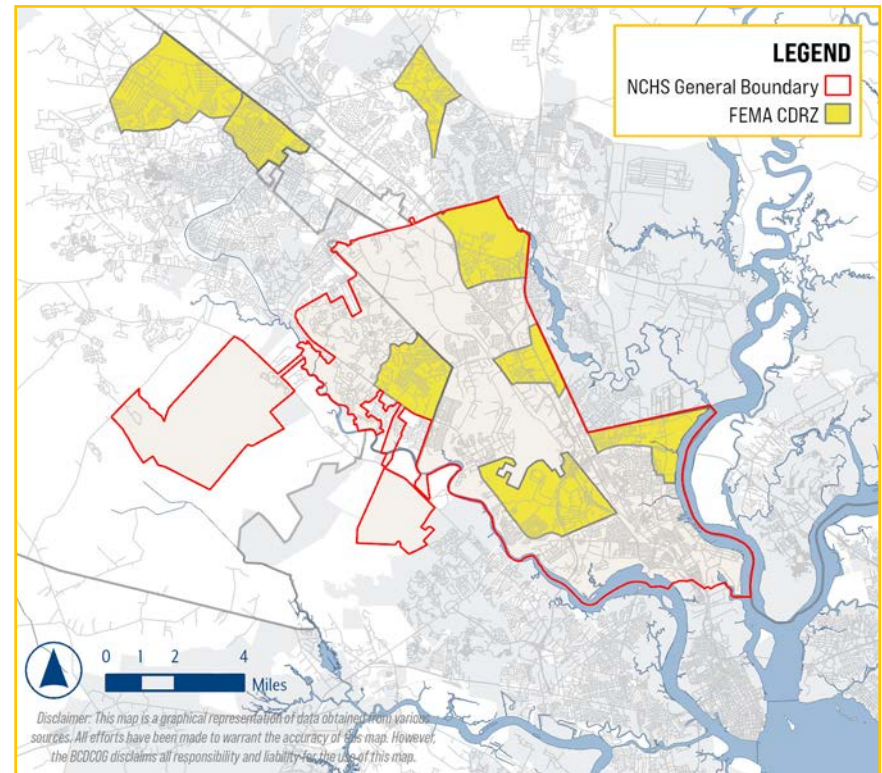 LEGEND
NCHS General Boundary
FEMA CDRZ
0 1 2 4
Miles
Disclaimer: This map is a graphical representation of data obtained from various
sources. All efforts have been made to warrant the accuracy of this map. However,
the BCDCOG disclaims all responsibility and liability for the use of this map.